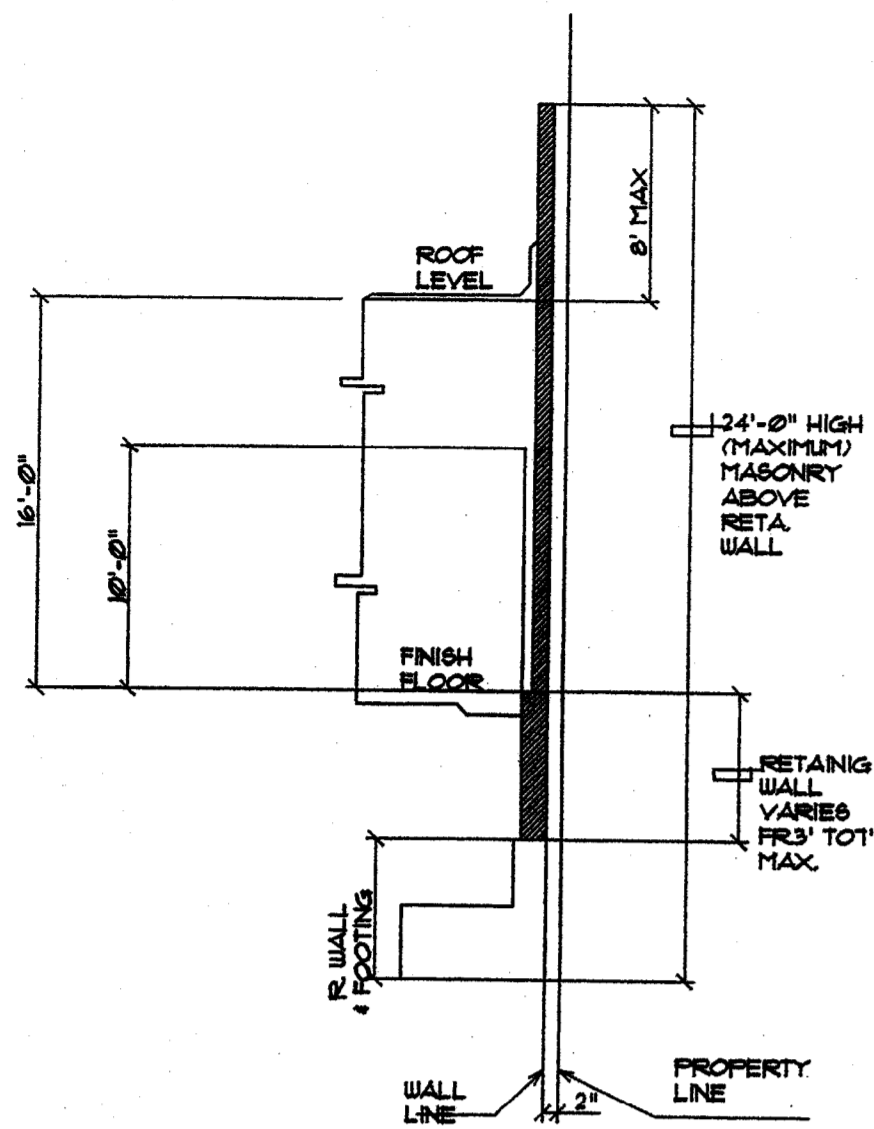 8' MAX
ROOF
LEVEL
16'-0"
10'-0"
24'-0" HIGH
(MAXIMUM)
MASONRY
ABOVE
RETA.
WALL
FINISH
FLOOR
RETAINIG
WALL
VARIES
FR3' TO7'
MAX.
R WALL
& FOOTING
WALL
LINE
2"
PROPERTY
LINE